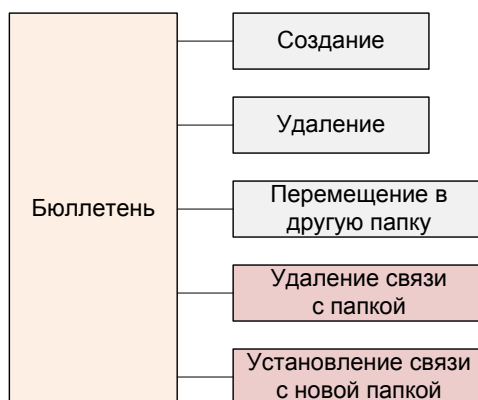 Бюллетень
Создание
Удаление
Перемещение в
другую папку
Удаление связи
с папкой
Установление связи
с новой папкой